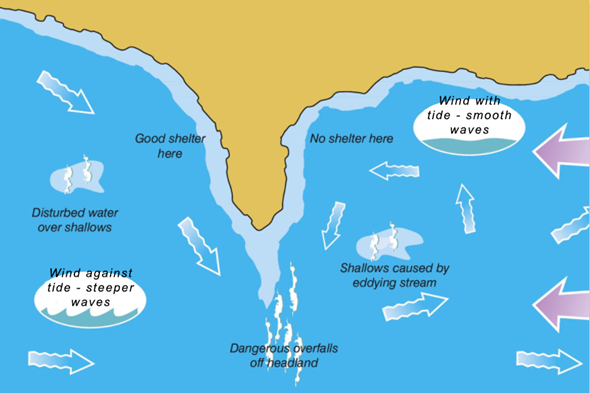 Wind with
tide - smooth
waves
Good shelter
here
No shelter here
Disturbed water
over shallows
Wind against
tide - steeper
waves
Shallows caused by
eddying stream
Dangerous overfalls
off headland